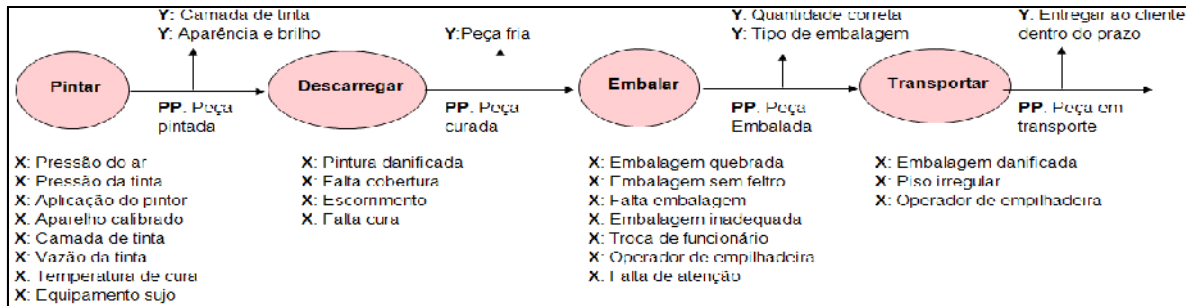 Y: Camada de tinta
Y: Aparência e brilho
Pintar
PP. Peça
pintada
X: Pressão do ar
X: Pressão da tinta
X: Aplicação do pintor
X: Aparelho calibrado
X: Camada de tinta
X: Vazão da tinta
X: Temperatura de cura
X: Equipamento sujo
Y:Peça fria
Descarregar
PP: Peça
curada
X: Pintura danificada
X: Falta cobertura
X: Escorrimento
X: Falta cura
Y. Quantidade correta
Y: Tipo de embalagem
Embalar
PP. Peça
Embalada
X: Embalagem quebrada
X: Embalagem sem feltro
X: Falta embalagem
X: Embalagem inadequada
X: Troca de funcionário
X: Operador de empilhadeira
X. Falta de atenção
Y. Entregar ao cliente
dentro do prazo
Transportar
PP. Peça em
transporte
X: Embalagem danificada
X: Piso irregular
X: Operador de empilhadeira